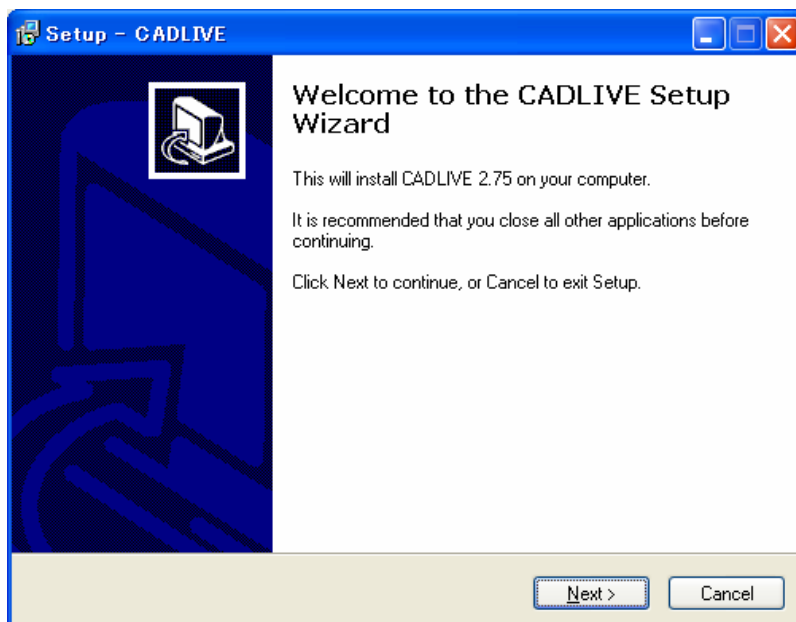 Setup - CADLIVE
Welcome to the CADLIVE Setup
Wizard
This will install CADLIVE 2.75 on your computer.
It is recommended that you close all other applications before
continuing.
Click Next to continue, or Cancel to exit Setup.
Next >
Cancel